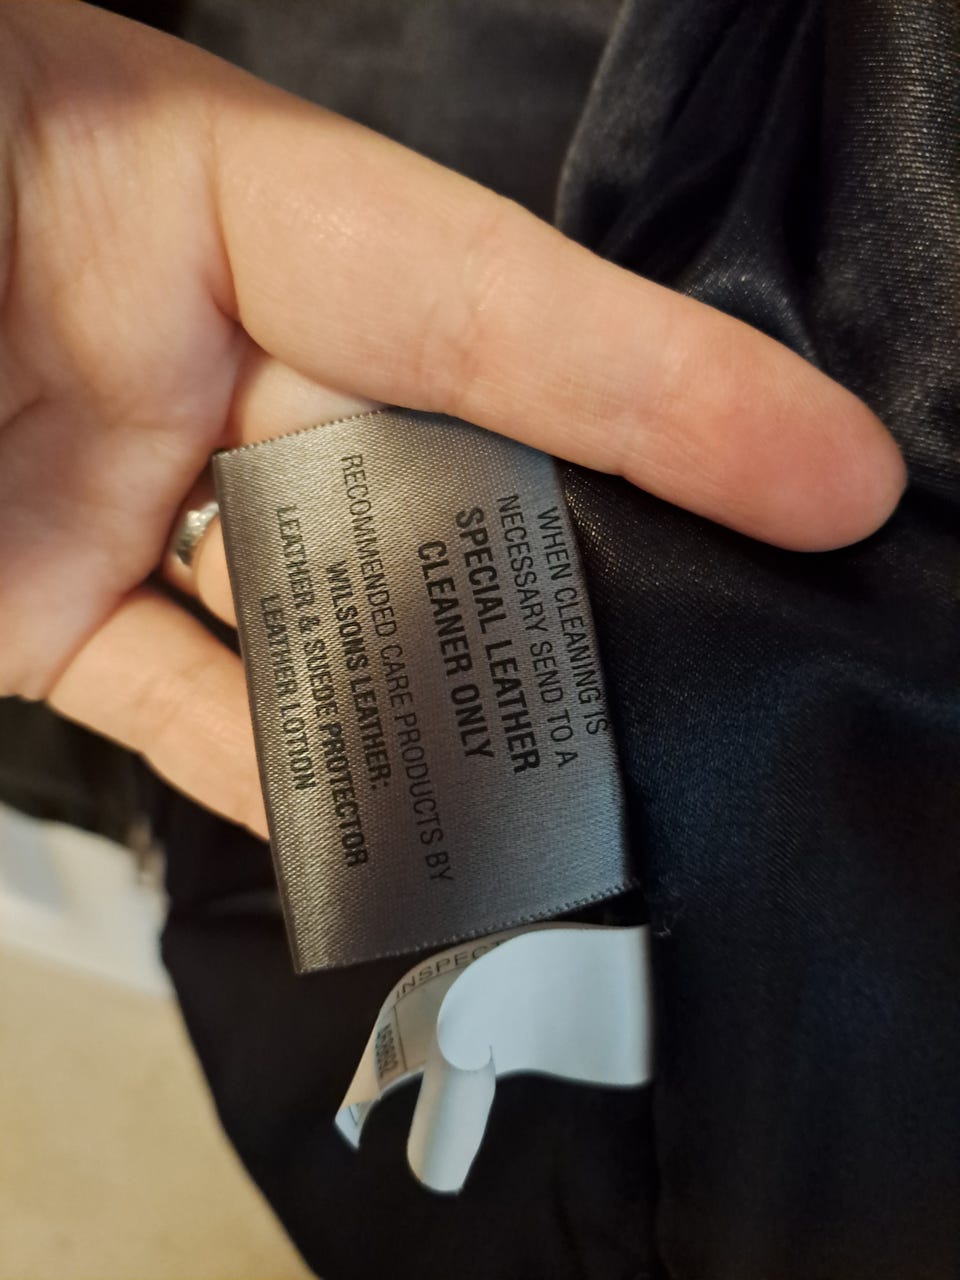 WHEN CLEANING IS
NECESSARY SEND TO A
SPECIAL LEATHER
CLEANER ONLY
RECOMMENDED CARE PRODUCTS BY
WILSONS LEATHER:
LEATHER & SUEDE PROTECTOR
LEATHER LOTION
INSPECT